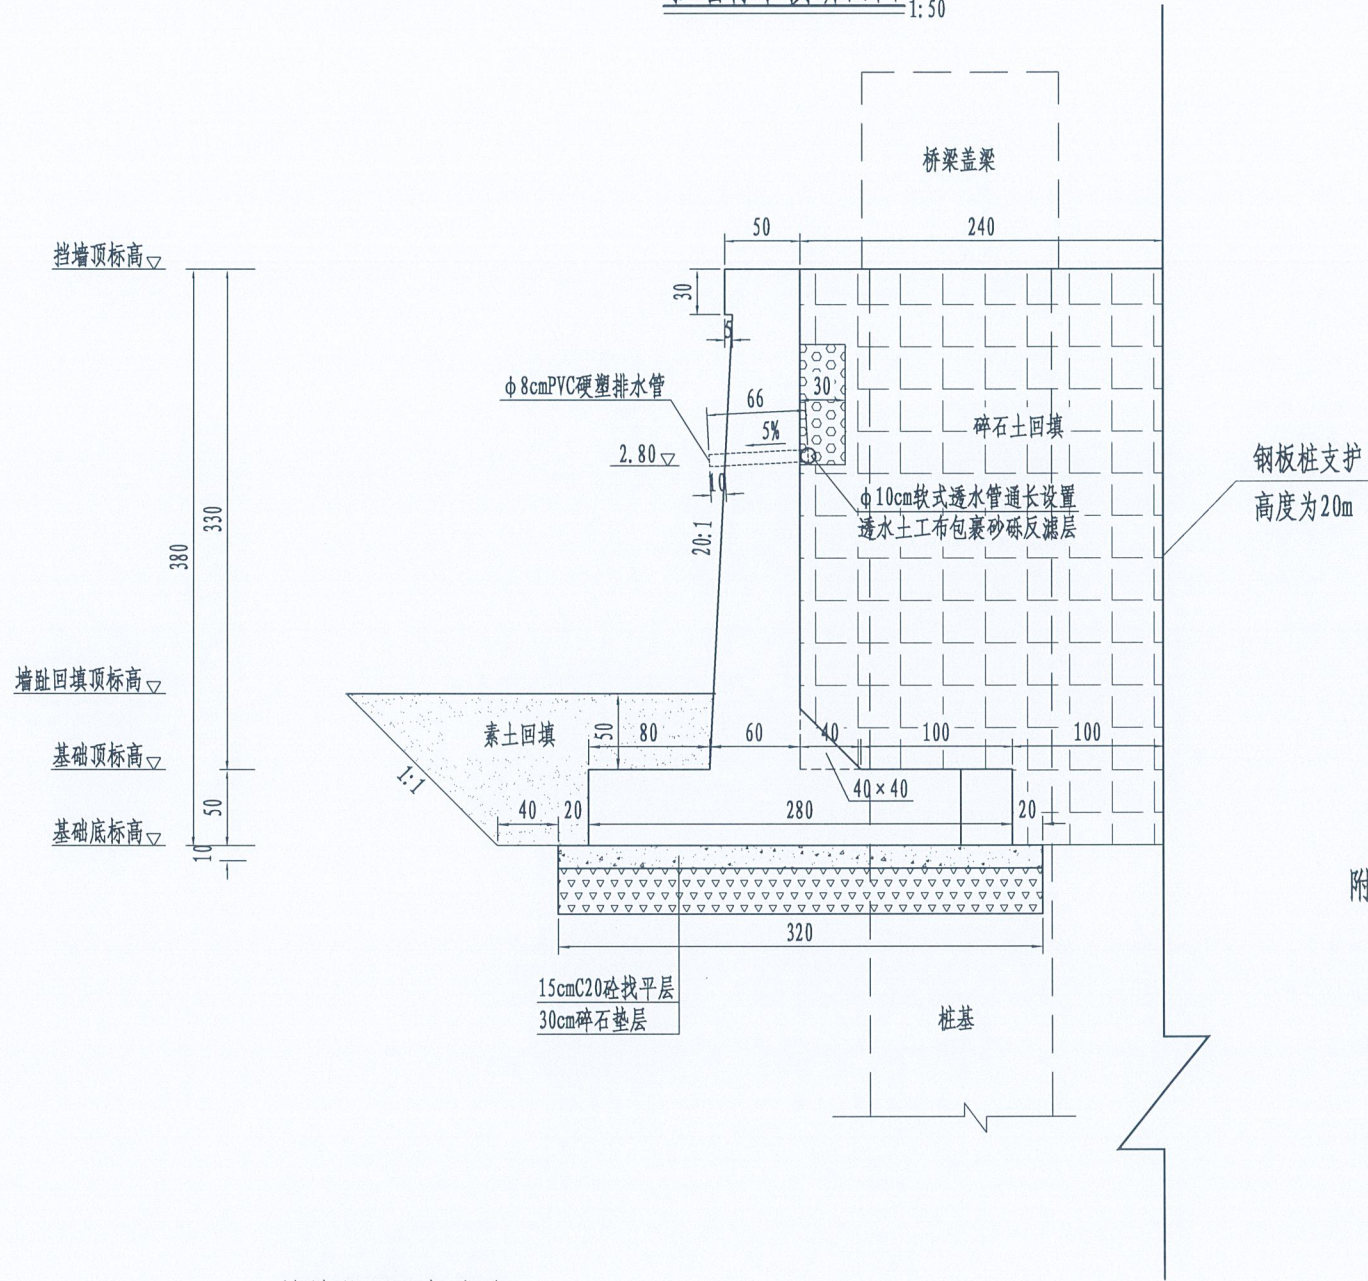 1:50
桥梁盖梁
50
240
挡墙顶标高
30
5
φ8cmPVC硬塑排水管
66
30
5%
碎石土回填
2.80
10
钢板桩支护
高度为20m
φ10cm软式透水管通长设置
透水土工布包裹砂砾反滤层
20:1
330
380
墙趾回填顶标高
素土回填
50
80
60
40
100
100
基础顶标高
1:1
40×40
50
40
20
280
20
基础底标高
10
附
320
15cmC20砼找平层
30cm碎石垫层
桩基